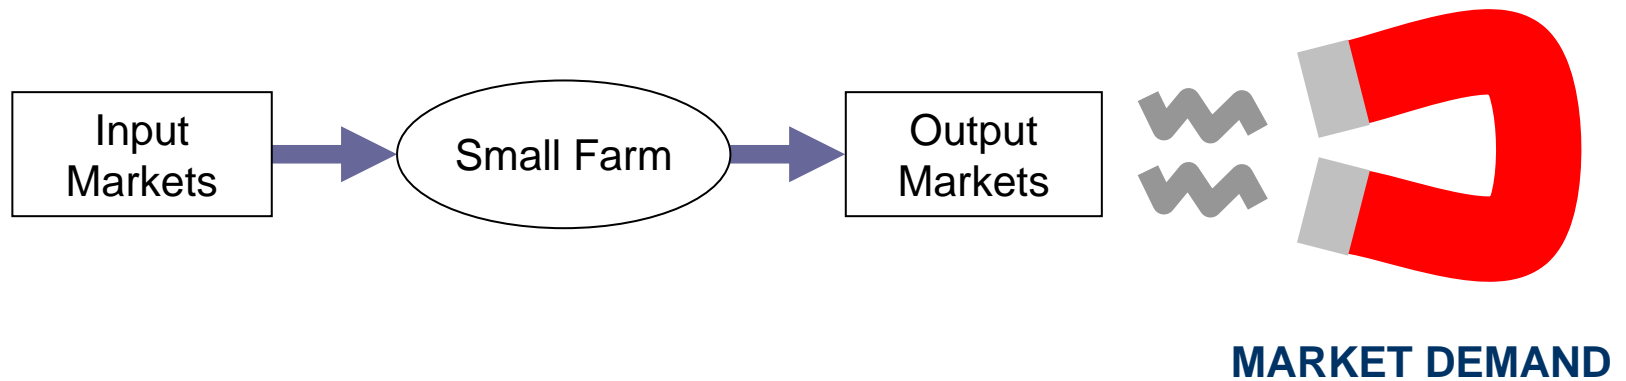 Input
Markets
Small Farm
Output
Markets
MARKET DEMAND